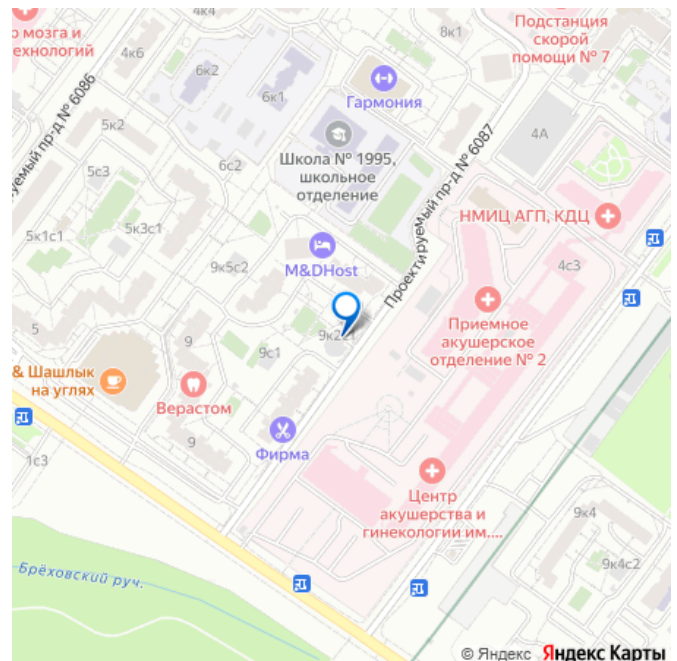 р мозга и
ехнологий
4к6
8к1
Подстанция
скорой
помощи № 7
6к2
6к1
Гармония
уемый пр-д № 6086
5к2
4А
Школа № 1995,
школьное
отделение
Проектируемый пр-д № 6087
5с3
6с2
НМИЦ АГП, КДЦ
5к3с1
5к1с1
9к5с2
M&DHost
4с3
Приемное
акушерское
отделение № 2
5
9
9с1
& Шашлык
на углях
Верастом
Фирма
9
1с3
Центр
акушерства и
гинекологии им....
9к4
9к4с2
Брёховский руч.
© Яндекс Яндекс Карты